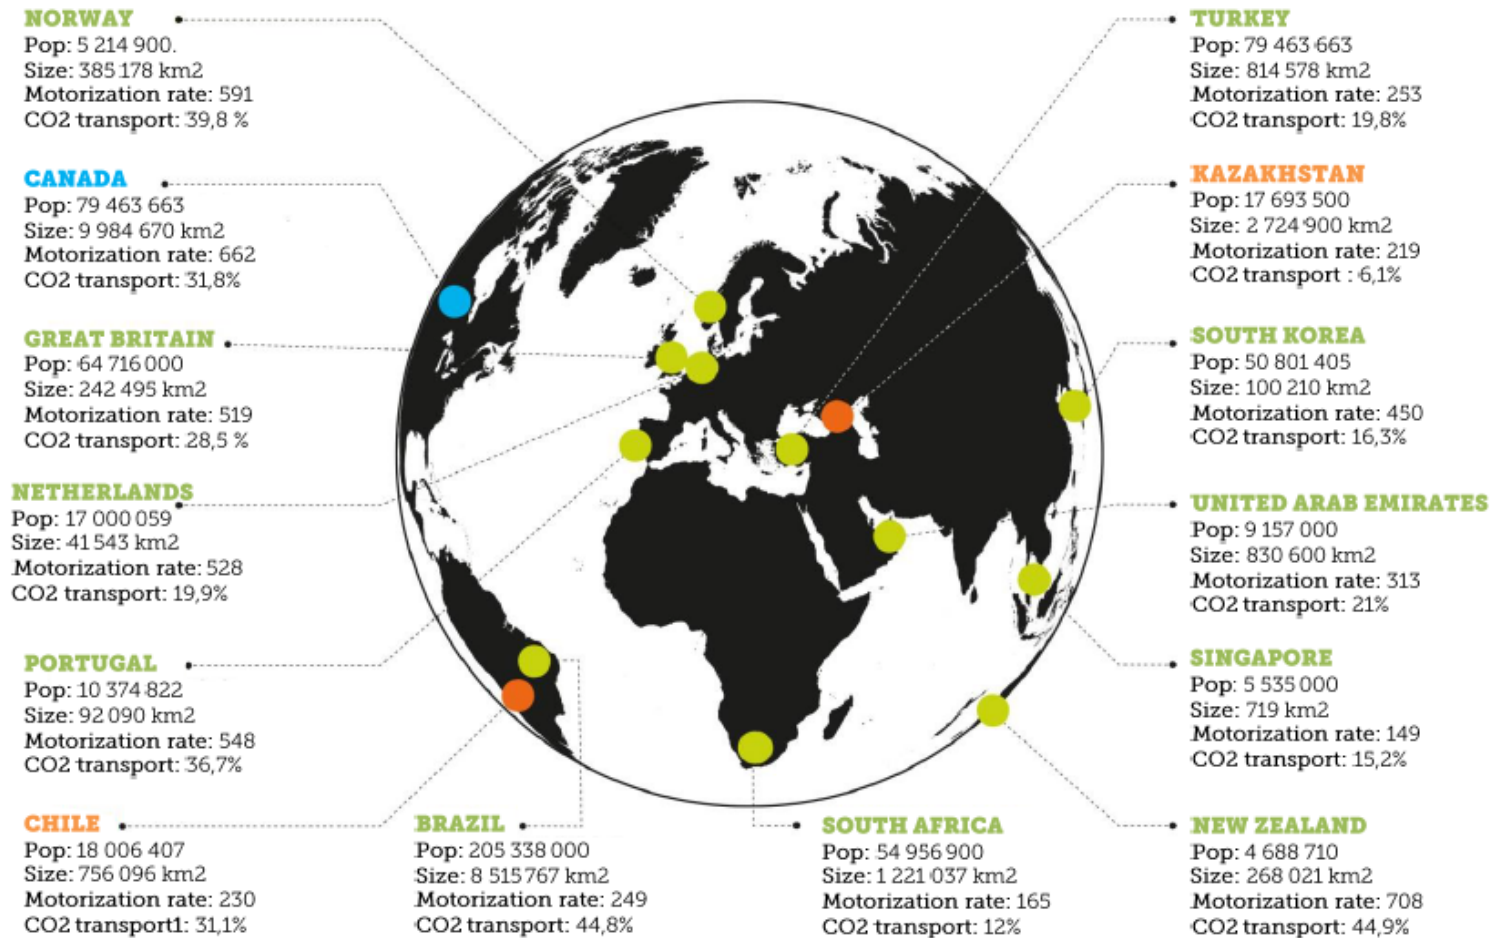 NORWAY
Pop: 5 214 900.
Size: 385 178 km2
Motorization rate: 591
CO2 transport: 39,8 %
CANADA
Pop: 79 463 663
Size: 9 984 670 km2
Motorization rate: 662
CO2 transport: 31,8%
GREAT BRITAIN
Pop: 64 716 000
Size: 242 495 km2
Motorization rate: 519
CO2 transport: 28,5 %
NETHERLANDS
Pop: 17 000 059
Size: 41 543 km2
Motorization rate: 528
CO2 transport: 19,9%
PORTUGAL
Pop: 10 374 822
Size: 92 090 km2
Motorization rate: 548
CO2 transport: 36,7%
CHILE
Pop: 18 006 407
Size: 756 096 km2
Motorization rate: 230
CO2 transport1: 31,1%
BRAZIL
Pop: 205 338 000
Size: 8 515 767 km2
Motorization rate: 249
CO2 transport: 44,8%
SOUTH AFRICA
Pop: 54 956 900
Size: 1 221 037 km2
Motorization rate: 165
CO2 transport: 12%
TURKEY
Pop: 79 463 663
Size: 814 578 km2
Motorization rate: 253
CO2 transport: 19,8%
KAZAKHSTAN
Pop: 17 693 500
Size: 2 724 900 km2
Motorization rate: 219
CO2 transport : 6,1%
SOUTH KOREA
Pop: 50 801 405
Size: 100 210 km2
Motorization rate: 450
CO2 transport: 16,3%
UNITED ARAB EMIRATES
Pop: 9 157 000
Size: 830 600 km2
Motorization rate: 313
CO2 transport: 21%
SINGAPORE
Pop: 5 535 000
Size: 719 km2
Motorization rate: 149
CO2 transport: 15,2%
NEW ZEALAND
Pop: 4 688 710
Size: 268 021 km2
Motorization rate: 708
CO2 transport: 44,9%